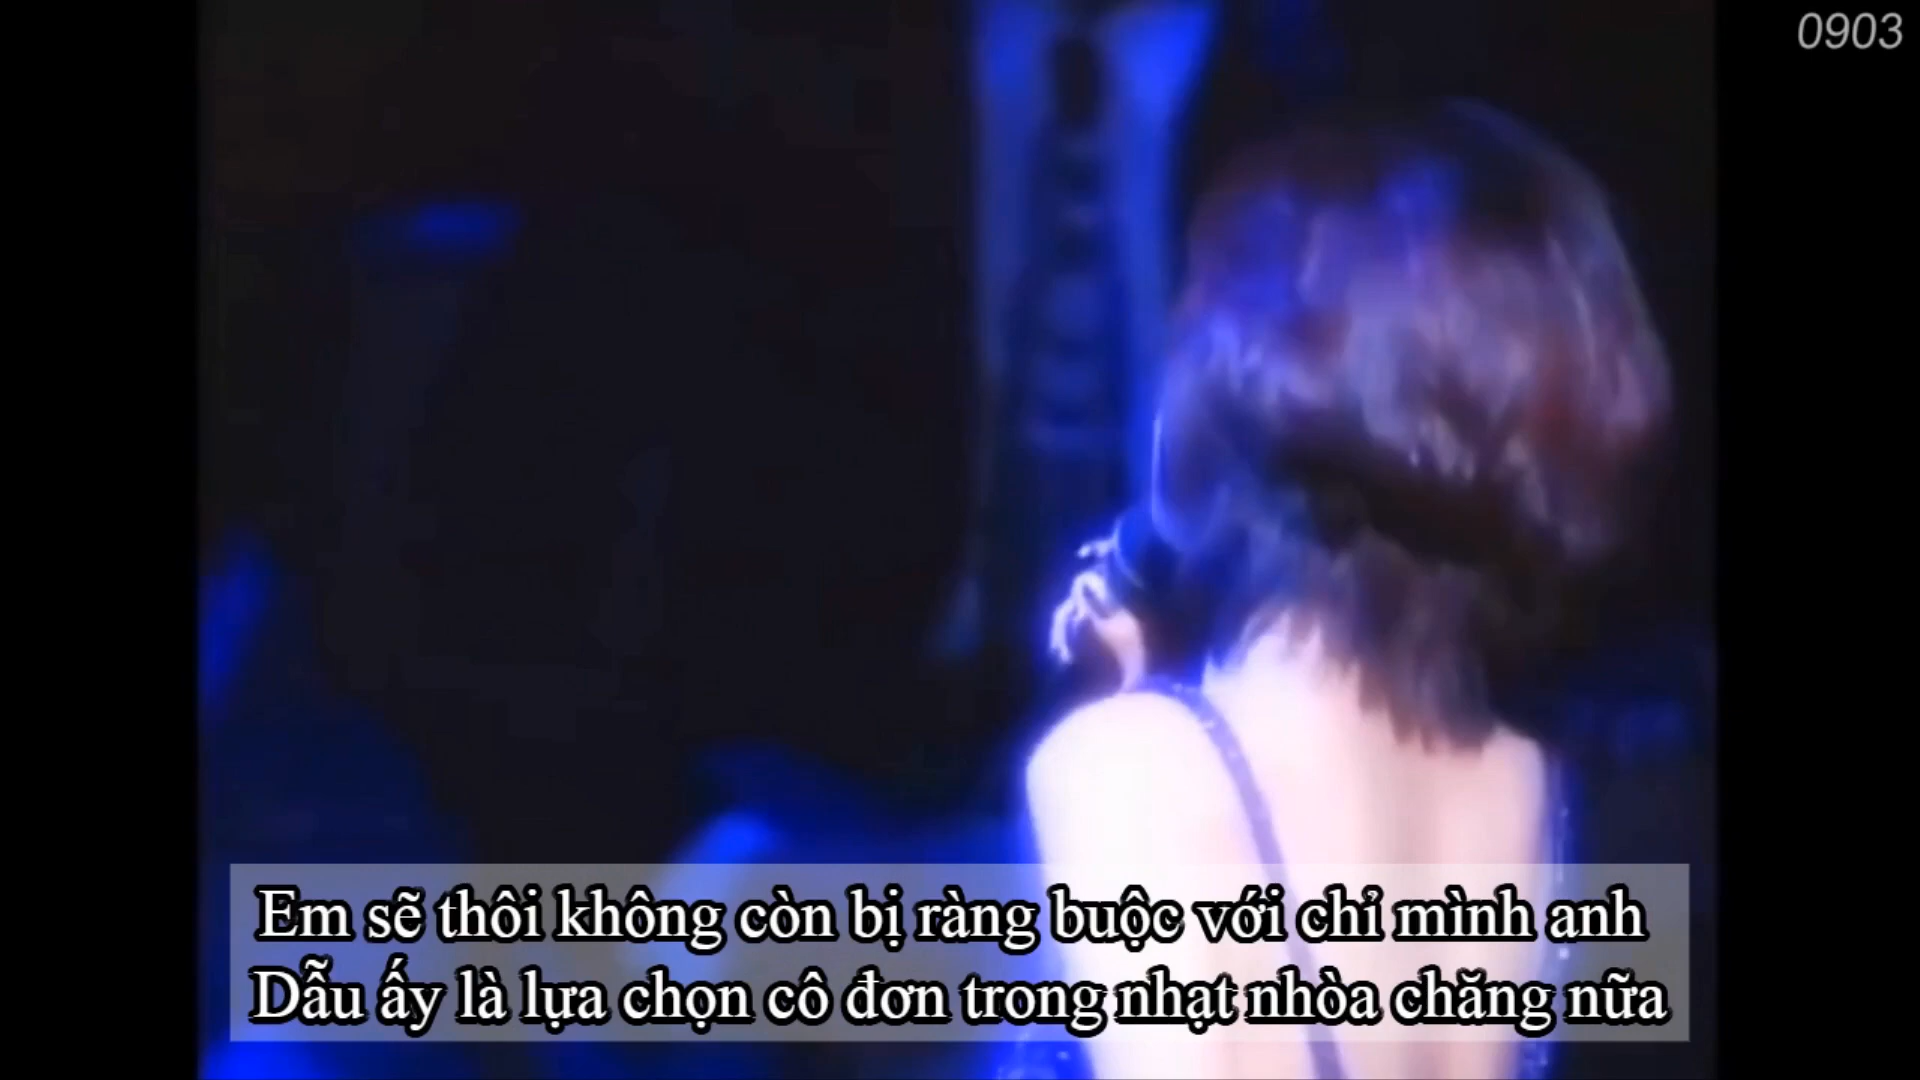 0903
Em sẽ thôi không còn bị ràng buộc với chỉ mình anh
Dẫu ấy là lựa chọn cô đơn trong nhạt nhòa chăng nữa